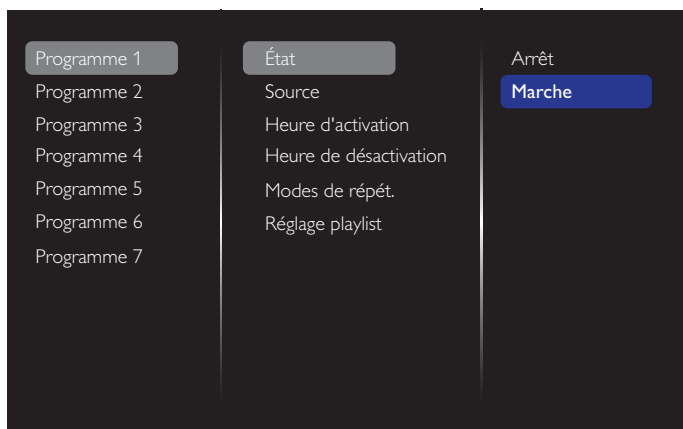 Programme 1
Programme 2
Programme 3
Programme 4
Programme 5
Programme 6
Programme 7
État
Source
Heure d'activation
Heure de désactivation
Modes de répét.
Réglage playlist
Arrêt
Marche